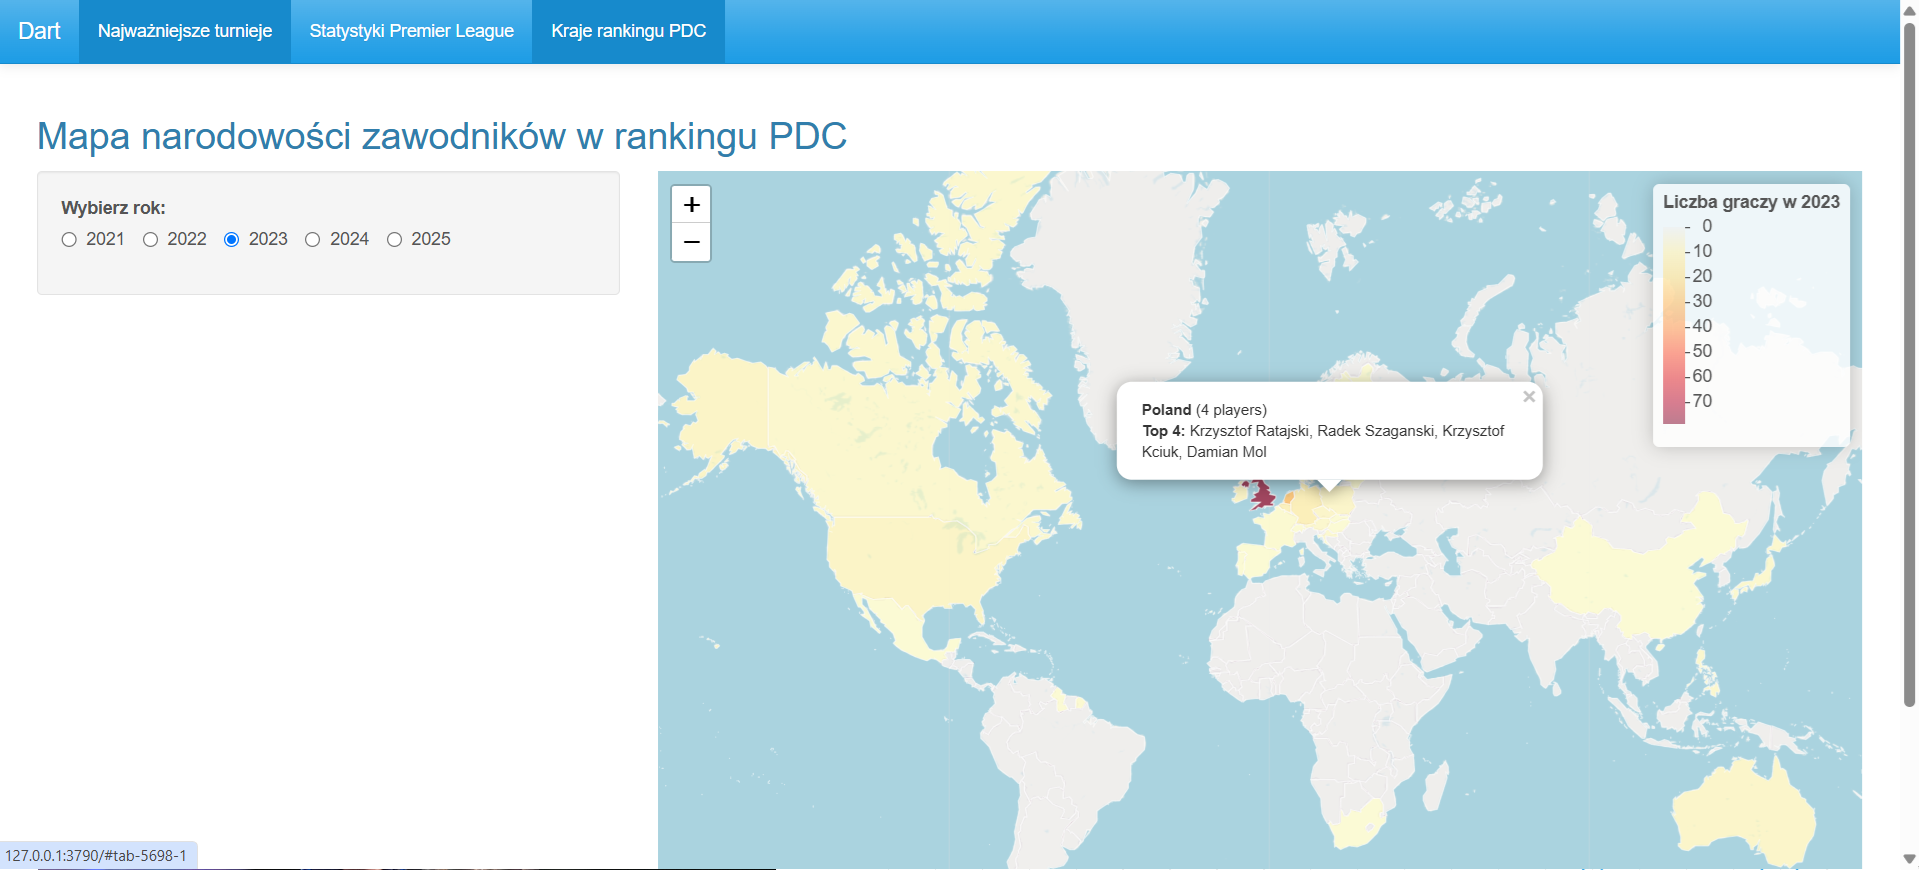 Dart
Najważniejsze turnieje
Statystyki Premier League
Kraje rankingu PDC
Mapa narodowości zawodników w rankingu PDC
Wybierz rok:
2021 2022 2023 2024 2025
+
−
Liczba graczy w 2023
0
10
20
30
40
50
60
70
×
Poland (4 players)
Top 4: Krzysztof Ratajski, Radek Szaganski, Krzysztof
Kciuk, Damian Mol
127.0.0.1:3790/#tab-5698-1